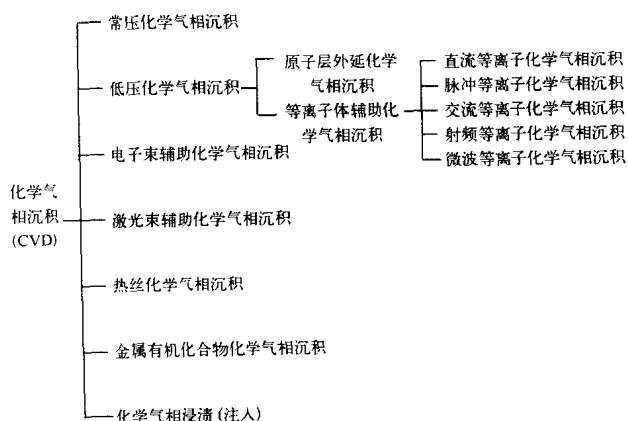 常压化学气相沉积
低压化学气相沉积
原子层外延化学
气相沉积
等离子体辅助化
学气相沉积
直流等离子化学气相沉积
脉冲等离子化学气相沉积
交流等离子化学气相沉积
射频等离子化学气相沉积
微波等离子化学气相沉积
电子束辅助化学气相沉积
化学气
相沉积
(CVD)
激光束辅助化学气相沉积
热丝化学气相沉积
金属有机化合物化学气相沉积
化学气相浸渍(注入)